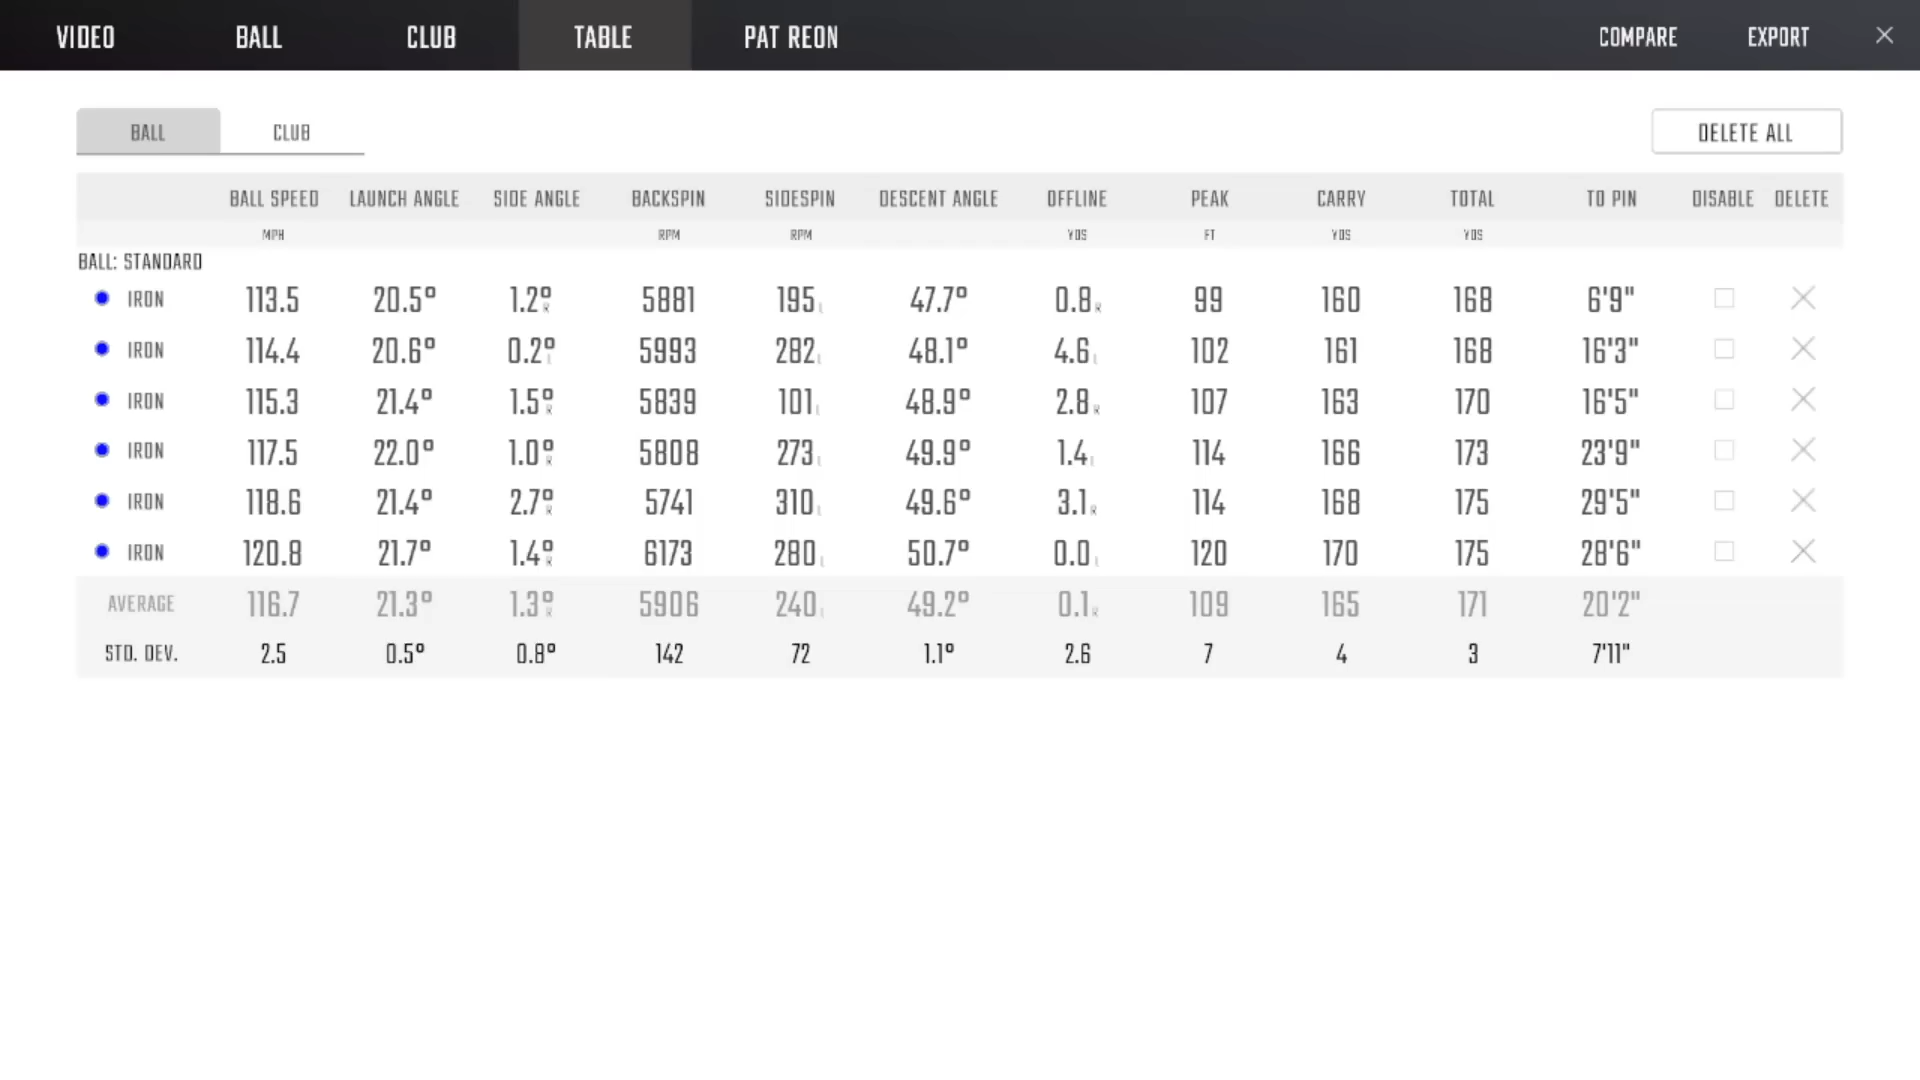 VIDEO BALL CLUB TABLE PAT REON COMPARE EXPORT
BALL CLUB DELETE ALL
BALL SPEED LAUNCH ANGLE SIDE ANGLE BACKSPIN SIDESPIN DESCENT ANGLE OFFLINE PEAK CARRY TOTAL TO PIN DISABLE DELETE
MPH RPM RPM YDS FT YDS YDS
BALL: STANDARD
IRON 113.5 20.5° 1.2° R 5881 195 L 47.7° 0.8 R 99 160 168 6'9"
IRON 114.4 20.6° 0.2° L 5993 282 L 48.1° 4.6 L 102 161 168 16'3"
IRON 115.3 21.4° 1.5° R 5839 101 L 48.9° 2.8 R 107 163 170 16'5"
IRON 117.5 22.0° 1.0° R 5808 273 L 49.9° 1.4 L 114 166 173 23'9"
IRON 118.6 21.4° 2.7° R 5741 310 L 49.6° 3.1 R 114 168 175 29'5"
IRON 120.8 21.7° 1.4° R 6173 280 L 50.7° 0.0 L 120 170 175 28'6"
AVERAGE 116.7 21.3° 1.3° R 5906 240 L 49.2° 0.1 R 109 165 171 20'2"
STD. DEV. 2.5 0.5° 0.8° 142 72 1.1° 2.6 7 4 3 7'11"